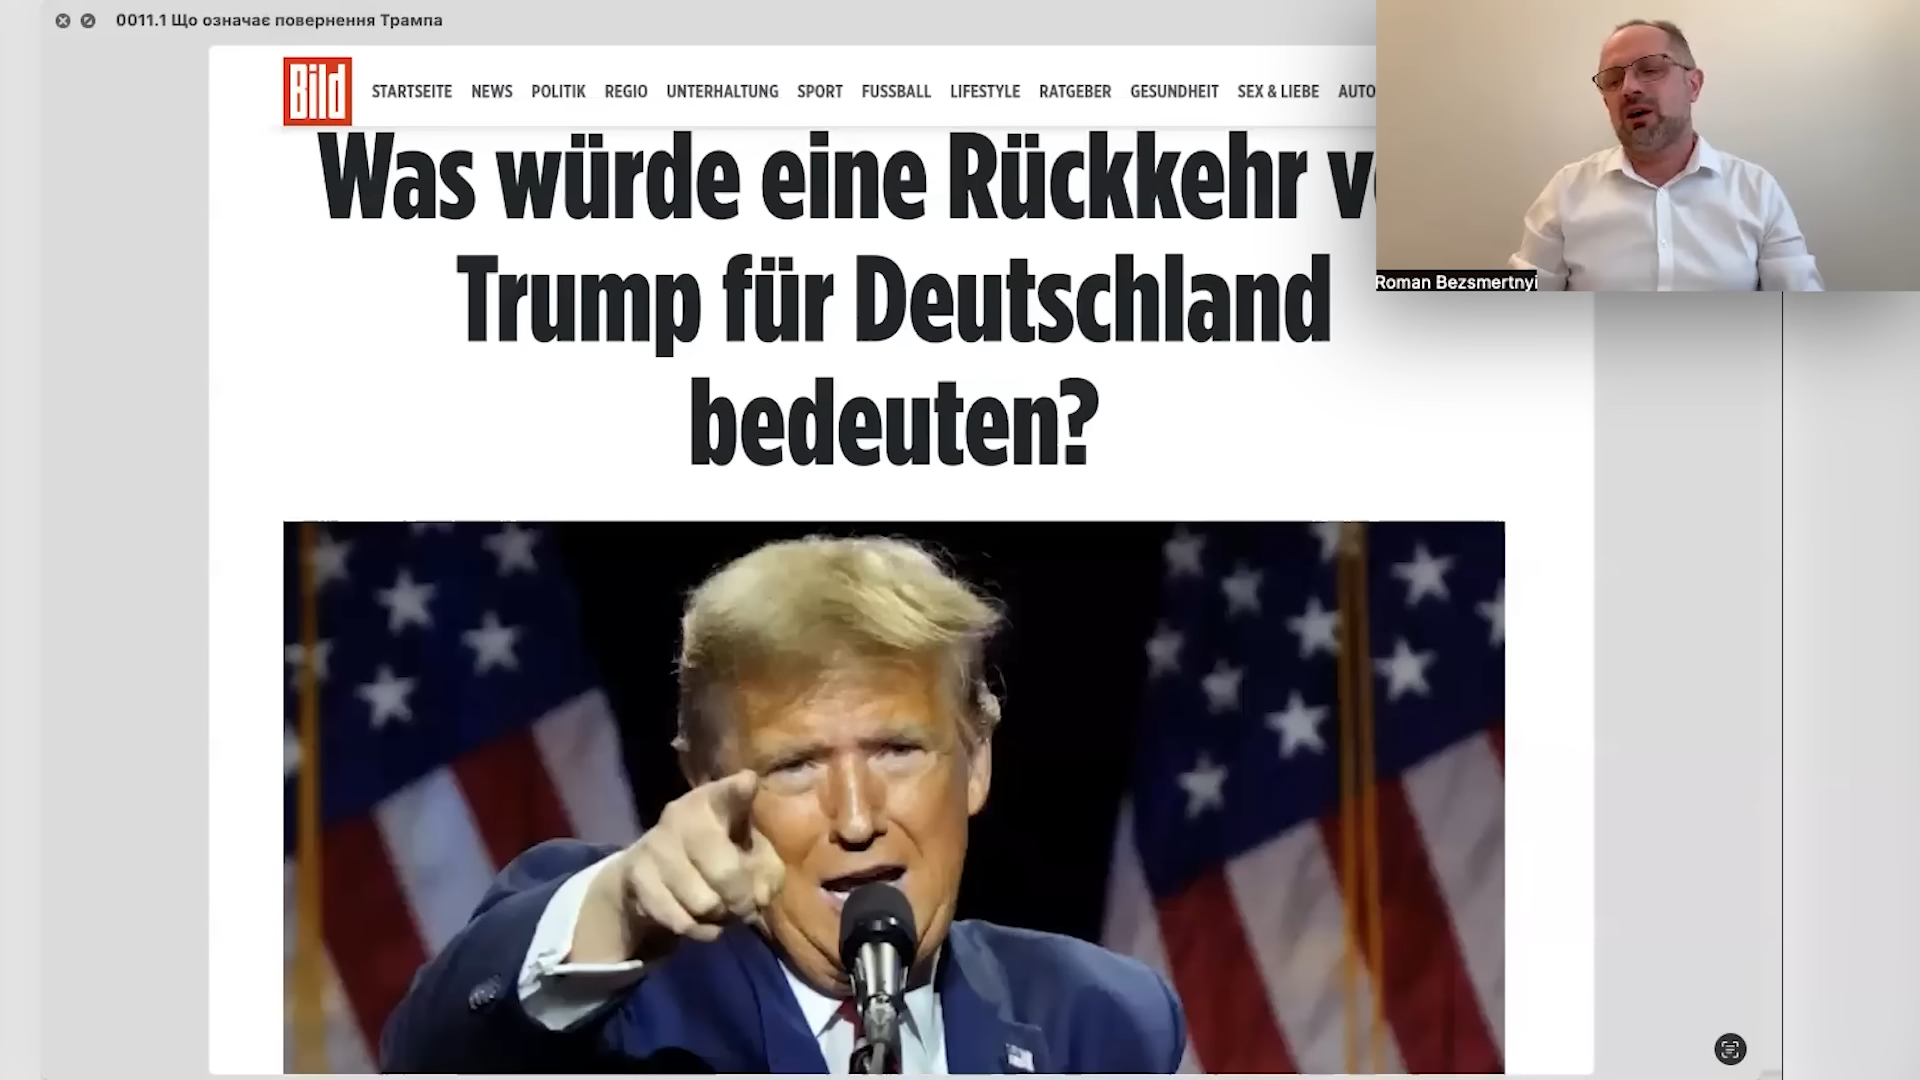 0011.1 Що означає повернення Трампа
Bild
STARTSEITE NEWS POLITIK REGIO UNTERHALTUNG SPORT FUSSBALL LIFESTYLE RATGEBER GESUNDHEIT SEX & LIEBE AUTO
Was würde eine Rückkehr
Trump für Deutschland
bedeuten?
Roman Bezsmertnyi